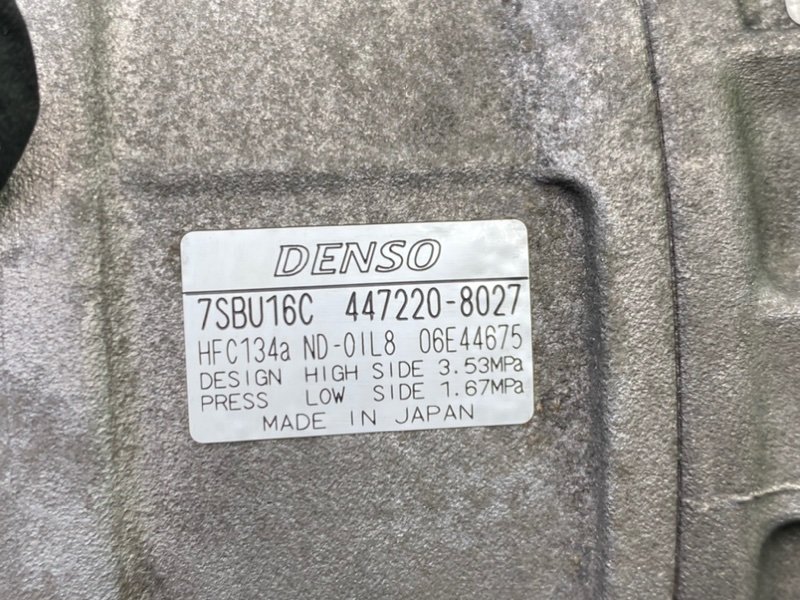 DENSO
7SBU16C 447220-8027
HFC134a ND-OIL8 06E44675
DESIGN HIGH SIDE 3.53MPa
PRESS LOW SIDE 1.67MPa
MADE IN JAPAN